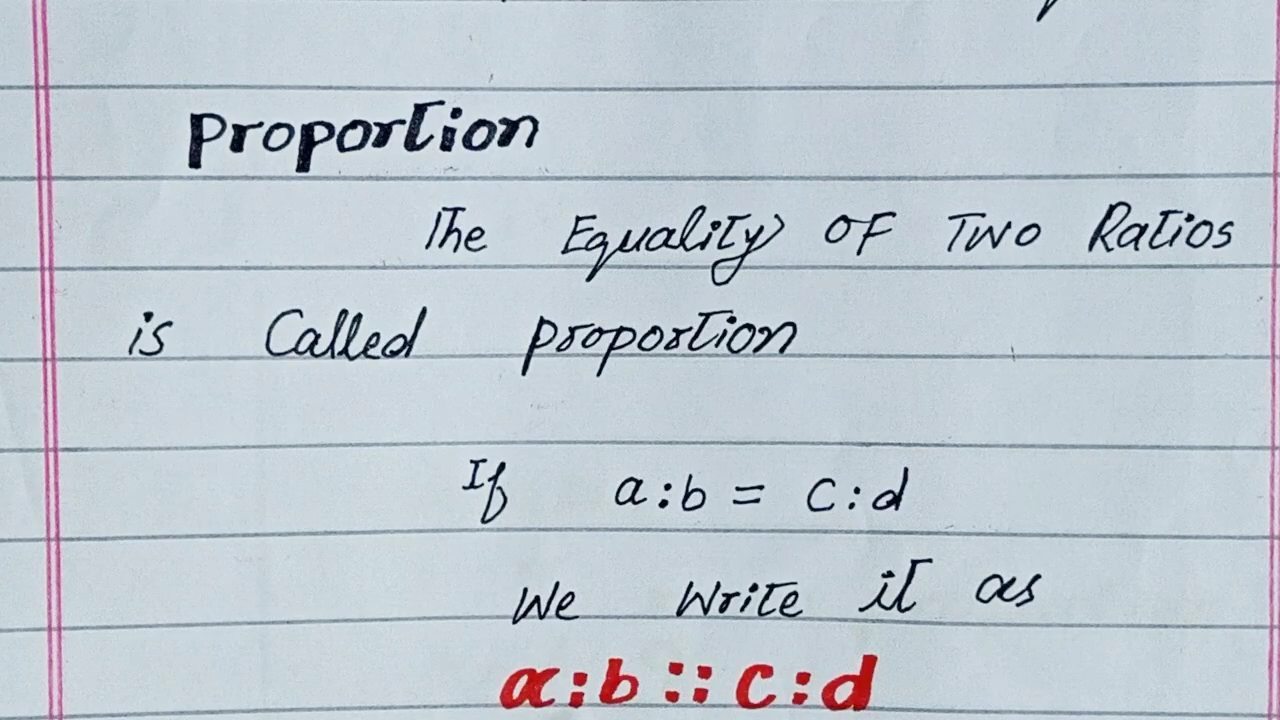 Proportion
The Equality OF Two Ratios
is Called proportion
If a:b = c:d
We Write it as
a:b :: c:d